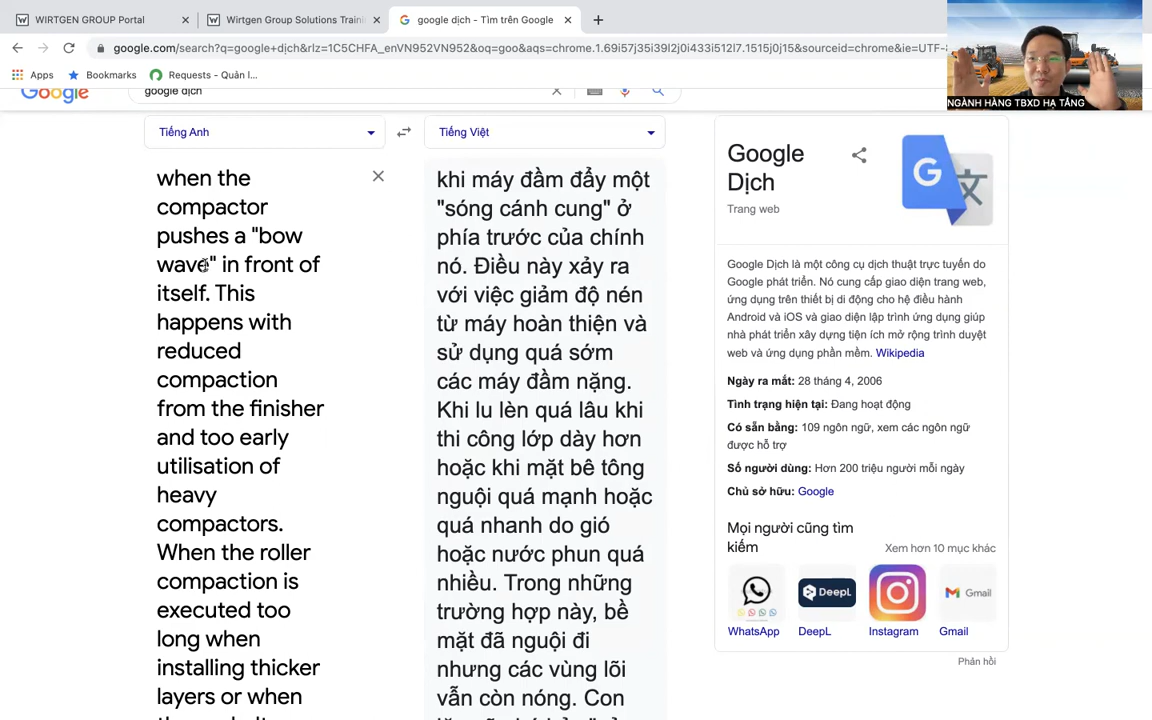 WIRTGEN GROUP Portal
Wirtgen Group Solutions Traini
google dịch - Tìm trên Google
google.com/search?q=google+dịch&rlz=1C5CHFA_enVN952VN952&oq=goo&aqs=chrome.1.69i57j35i39l2j0i433i512l7.1515j0j15&sourceid=chrome&ie=UTF-8
Apps
Bookmarks
Requests - Quản l...
NGÀNH HÀNG TBXD HẠ TẦNG
Google
google dịch
Tiếng Anh
Tiếng Việt
when the
compactor
pushes a "bow
wave" in front of
itself. This
happens with
reduced
compaction
from the finisher
and too early
utilisation of
heavy
compactors.
When the roller
compaction is
executed too
long when
installing thicker
layers or when
khi máy đầm đẩy một
"sóng cánh cung" ở
phía trước của chính
nó. Điều này xảy ra
với việc giảm độ nén
từ máy hoàn thiện và
sử dụng quá sớm
các máy đầm nặng.
Khi lu lèn quá lâu khi
thi công lớp dày hơn
hoặc khi mặt bê tông
nguội quá mạnh hoặc
quá nhanh do gió
hoặc nước phun quá
nhiều. Trong những
trường hợp này, bề
mặt đã nguội đi
nhưng các vùng lõi
vẫn còn nóng. Con
Google
Dịch
Trang web
Google Dịch là một công cụ dịch thuật trực tuyến do
Google phát triển. Nó cung cấp giao diện trang web,
ứng dụng trên thiết bị di động cho hệ điều hành
Android và iOS và giao diện lập trình ứng dụng giúp
nhà phát triển xây dựng tiện ích mở rộng trình duyệt
web và ứng dụng phần mềm. Wikipedia
Ngày ra mắt: 28 tháng 4, 2006
Tình trạng hiện tại: Đang hoạt động
Có sẵn bằng: 109 ngôn ngữ, xem các ngôn ngữ
được hỗ trợ
Số người dùng: Hơn 200 triệu người mỗi ngày
Chủ sở hữu: Google
Mọi người cũng tìm
kiếm
Xem hơn 10 mục khác
DeepL
Gmail
WhatsApp
DeepL
Instagram
Gmail
Phản hồi